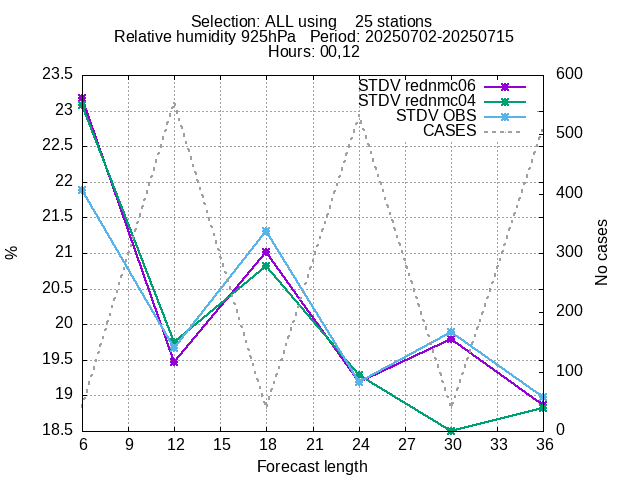 Selection: ALL using    25 stations
Relative humidity 925hPa   Period: 20250702-20250715
Hours: 00,12
STDV rednmc06
STDV rednmc04
STDV OBS
CASES
23.5
23
22.5
22
21.5
21
20.5
20
19.5
19
18.5
%
600
500
400
300
200
100
0
No cases
6 9 12 15 18 21 24 27 30 33 36
Forecast length